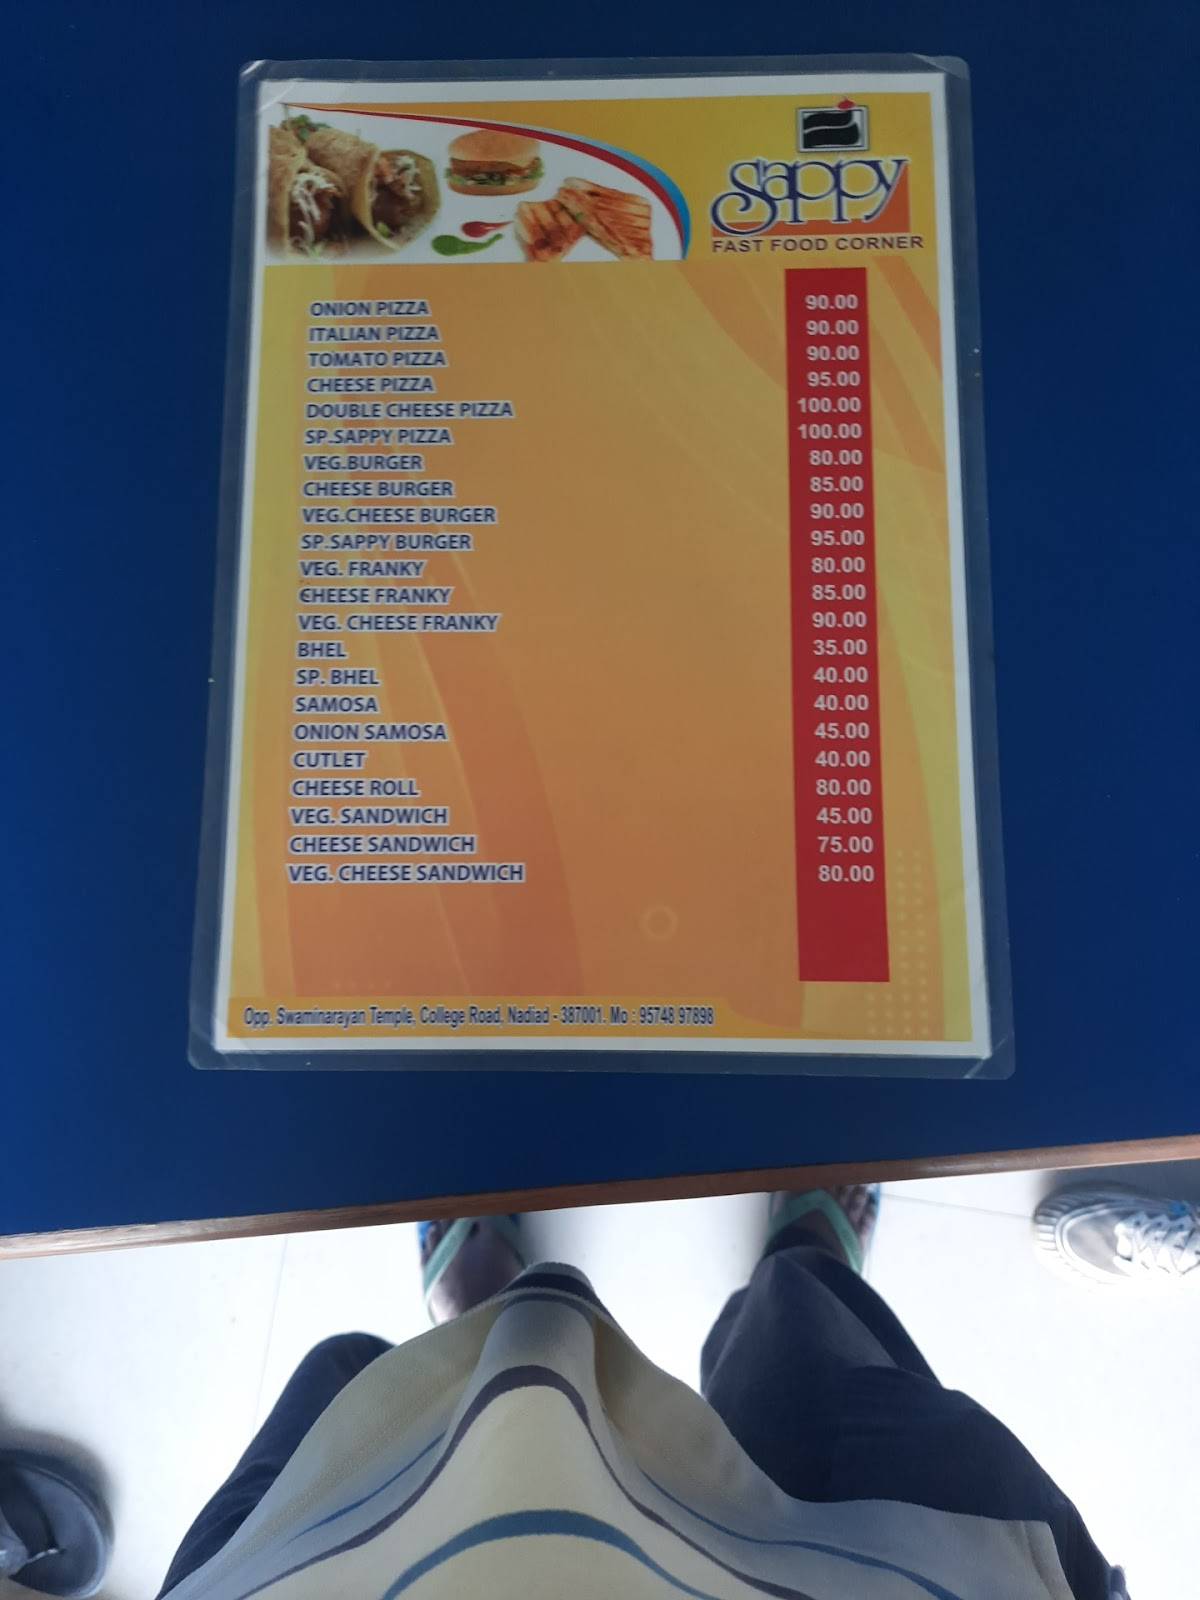 Sappy
FAST FOOD CORNER
ONION PIZZA 90.00
ITALIAN PIZZA 90.00
TOMATO PIZZA 90.00
CHEESE PIZZA 95.00
DOUBLE CHEESE PIZZA 100.00
SP.SAPPY PIZZA 100.00
VEG.BURGER 80.00
CHEESE BURGER 85.00
VEG.CHEESE BURGER 90.00
SP.SAPPY BURGER 95.00
VEG. FRANKY 80.00
CHEESE FRANKY 85.00
VEG. CHEESE FRANKY 90.00
BHEL 35.00
SP. BHEL 40.00
SAMOSA 40.00
ONION SAMOSA 45.00
CUTLET 40.00
CHEESE ROLL 80.00
VEG. SANDWICH 45.00
CHEESE SANDWICH 75.00
VEG. CHEESE SANDWICH 80.00
Opp. Swaminarayan Temple, College Road, Nadiad - 387001. Mo : 95748 97898